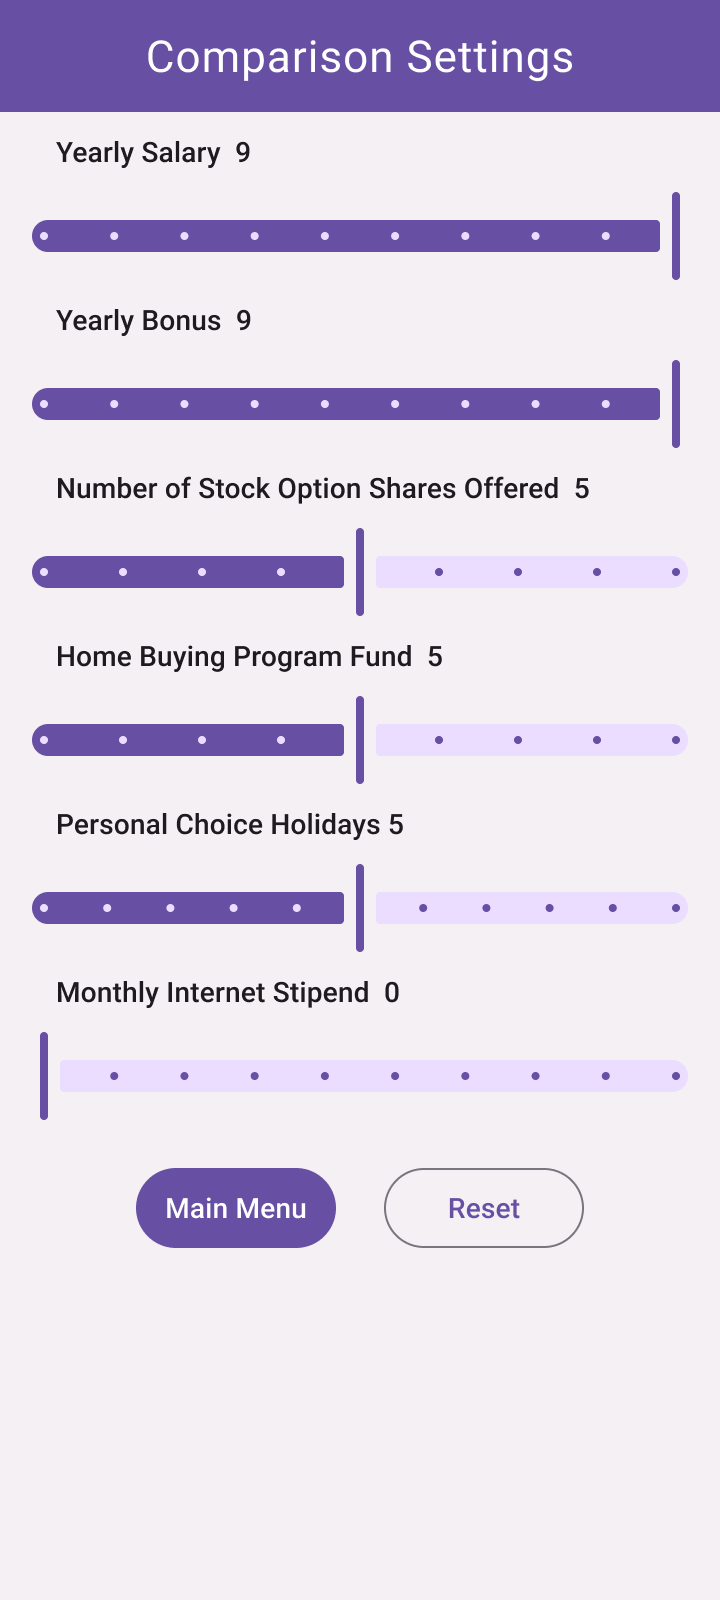 Comparison Settings
Yearly Salary 9
Yearly Bonus 9
Number of Stock Option Shares Offered 5
Home Buying Program Fund 5
Personal Choice Holidays 5
Monthly Internet Stipend 0
Main Menu Reset